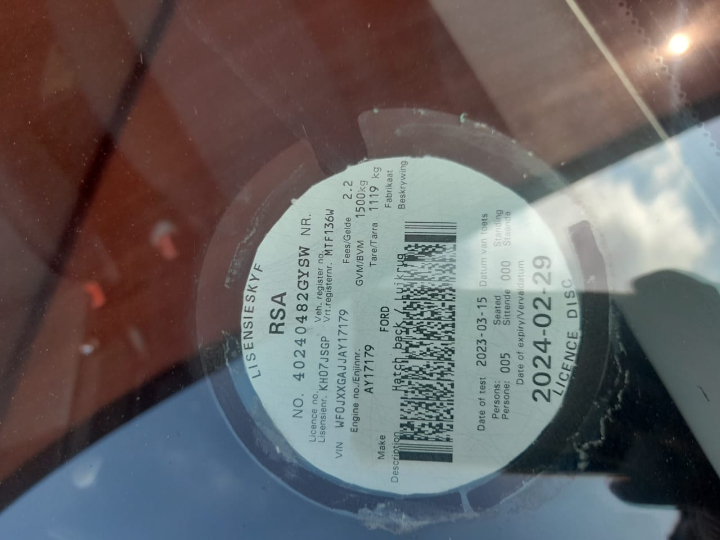 LISENSIESKYF
RSA
NO. 40240482GYSW NR.
Licence no. Veh. register no.
Lisensienr. KH07JSGP Vrt.registernr. MTF136W
Fees/Gelde 2.2
VIN WF0JXXGAJJAY17179
GVM/BVM 1500kg
Engine no./Enjinnr. Tare/Tarra 1119 kg
AY17179
Make FORD Fabrikaat
Description Hatch back / Luikrug Beskrywing
Date of test 2023-03-15 Datum van toets
Persons: 005 Seated 000 Standing
Persone: Sittende Staande
Date of expiry/Vervaldatum
2024-02-29
LICENCE DISC